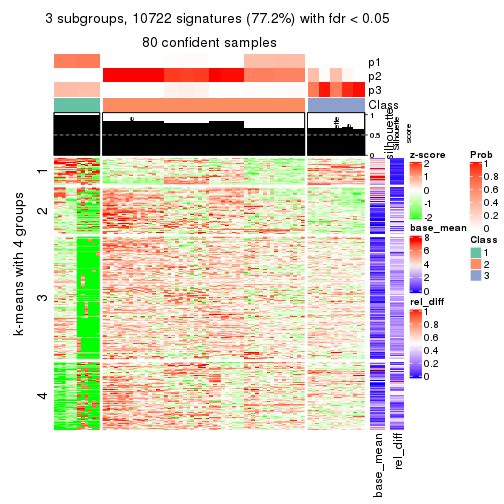 3 subgroups, 10722 signatures (77.2%) with fdr < 0.05
80 confident samples
p1
p2
p3
Class
1
0.5
0
silhouette
Silhouette
score
k-means with 4 groups
1
2
3
4
base_mean
rel_diff
z-score
2
1
0
-1
-2
base_mean
8
6
4
2
0
rel_diff
1
0.8
0.6
0.4
0.2
0
Prob
1
0.8
0.6
0.4
0.2
0
Class
1
2
3